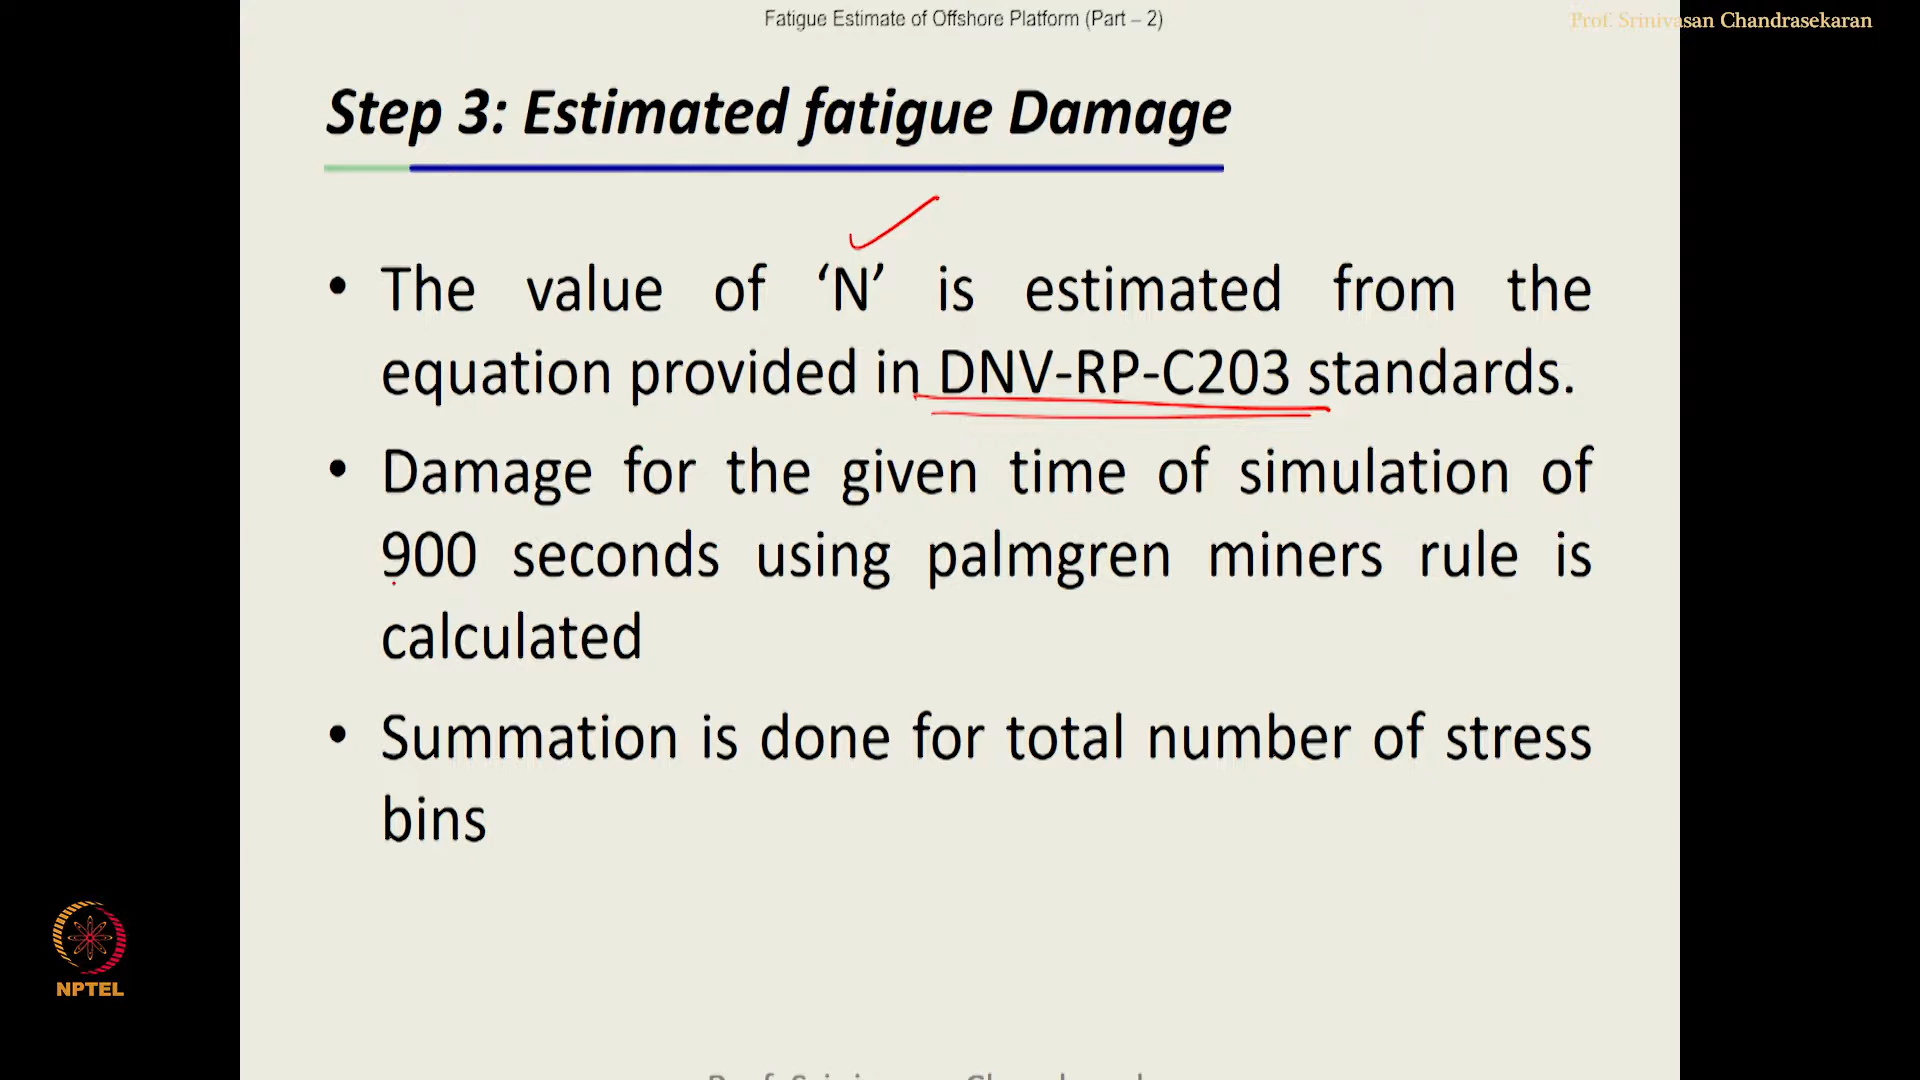 Fatigue Estimate of Offshore Platform (Part – 2)
Prof. Srinivasan Chandrasekaran
Step 3: Estimated fatigue Damage
• The value of ‘N’ is estimated from the
equation provided in DNV-RP-C203 standards.
• Damage for the given time of simulation of
900 seconds using palmgren miners rule is
calculated
• Summation is done for total number of stress
bins
NPTEL